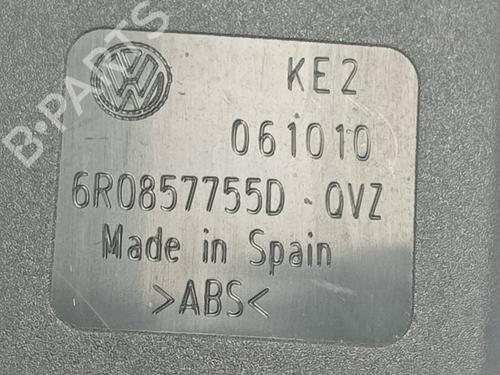 B-PARTS
KE2
061010
6R0857755D QVZ
Made in Spain
>ABS<